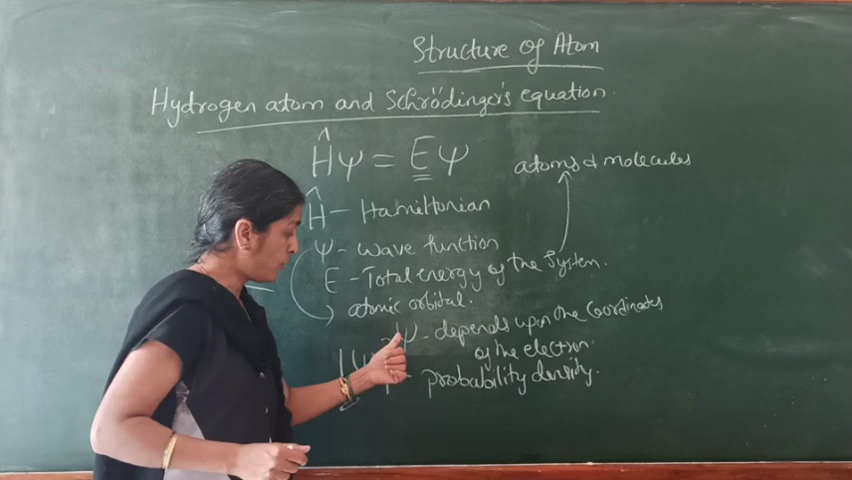 Structure of Atom
Hydrogen atom and Schrödinger's equation.
Ĥψ = Eψ
atoms & molecules
Ĥ - Hamiltonian
ψ - wave function
E - Total energy of the System.
atomic orbital.
ψ - depends upon the Coordinates
of the electron.
|ψ - probability density.